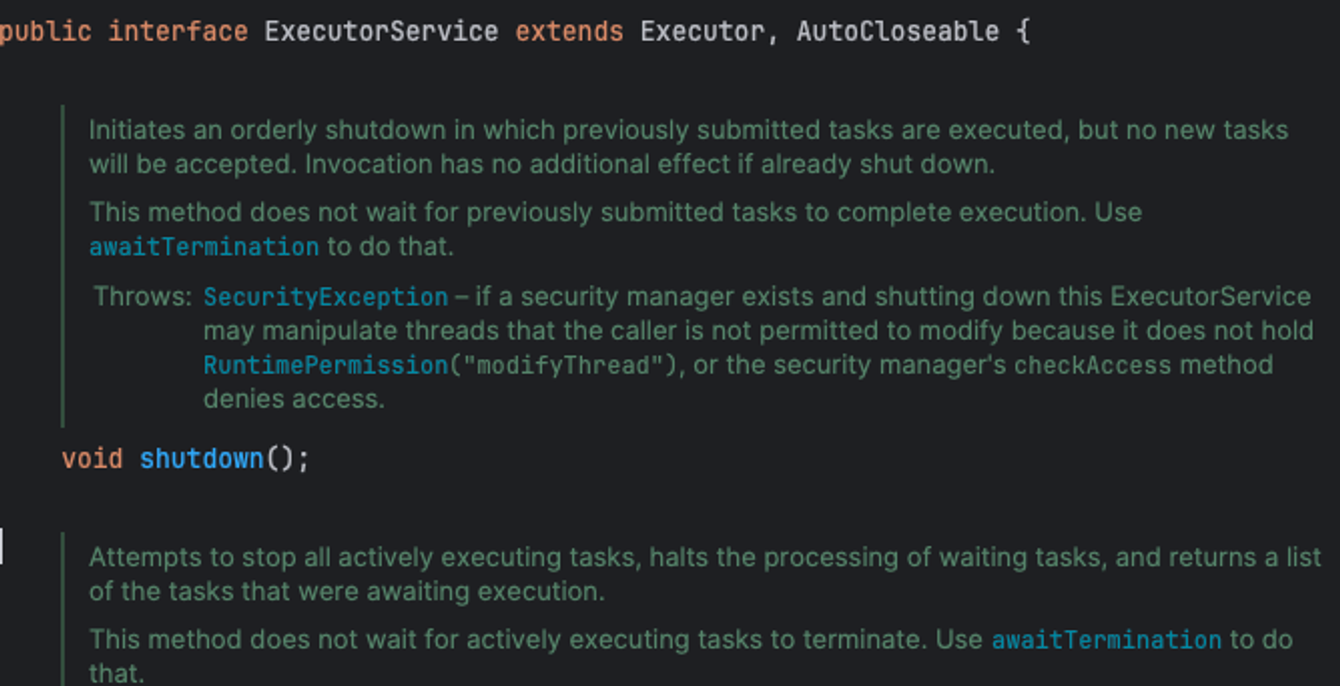 public interface ExecutorService extends Executor, AutoCloseable {
Initiates an orderly shutdown in which previously submitted tasks are executed, but no new tasks
will be accepted. Invocation has no additional effect if already shut down.
This method does not wait for previously submitted tasks to complete execution. Use
awaitTermination to do that.
Throws: SecurityException – if a security manager exists and shutting down this ExecutorService
may manipulate threads that the caller is not permitted to modify because it does not hold
RuntimePermission("modifyThread"), or the security manager's checkAccess method
denies access.
void shutdown();
Attempts to stop all actively executing tasks, halts the processing of waiting tasks, and returns a list
of the tasks that were awaiting execution.
This method does not wait for actively executing tasks to terminate. Use awaitTermination to do
that.